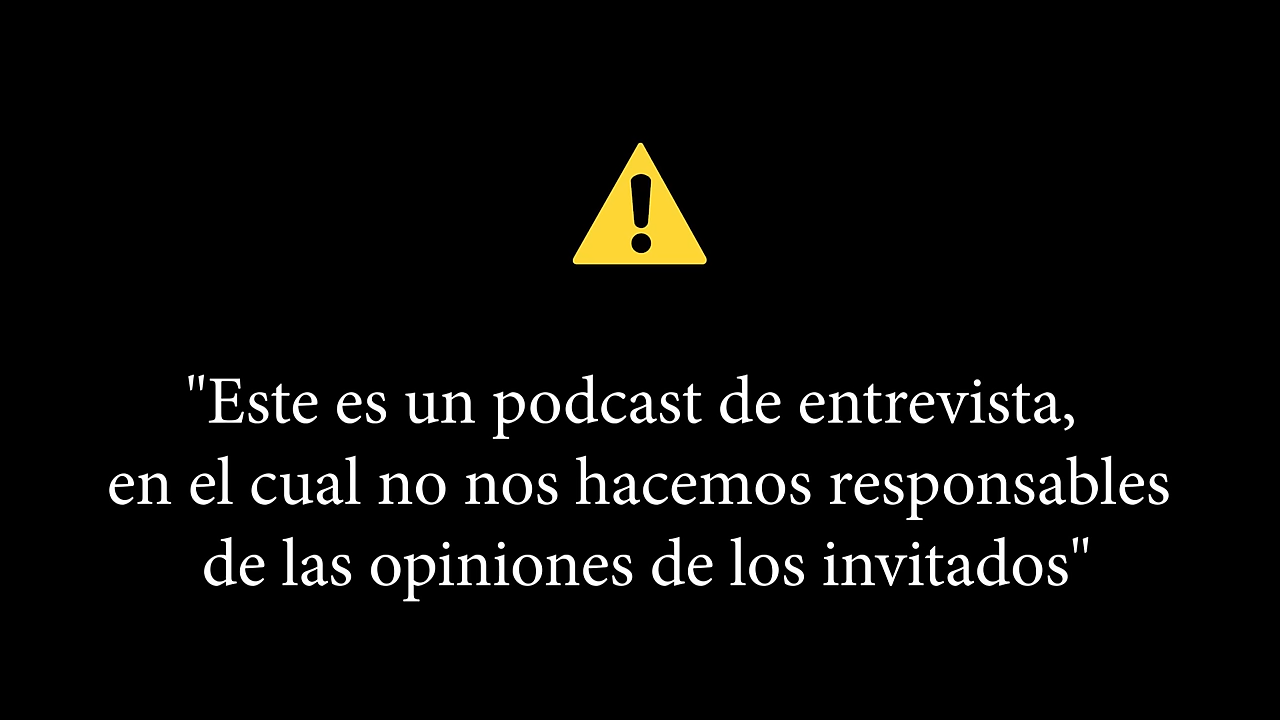 "Este es un podcast de entrevista,
en el cual no nos hacemos responsables
de las opiniones de los invitados"